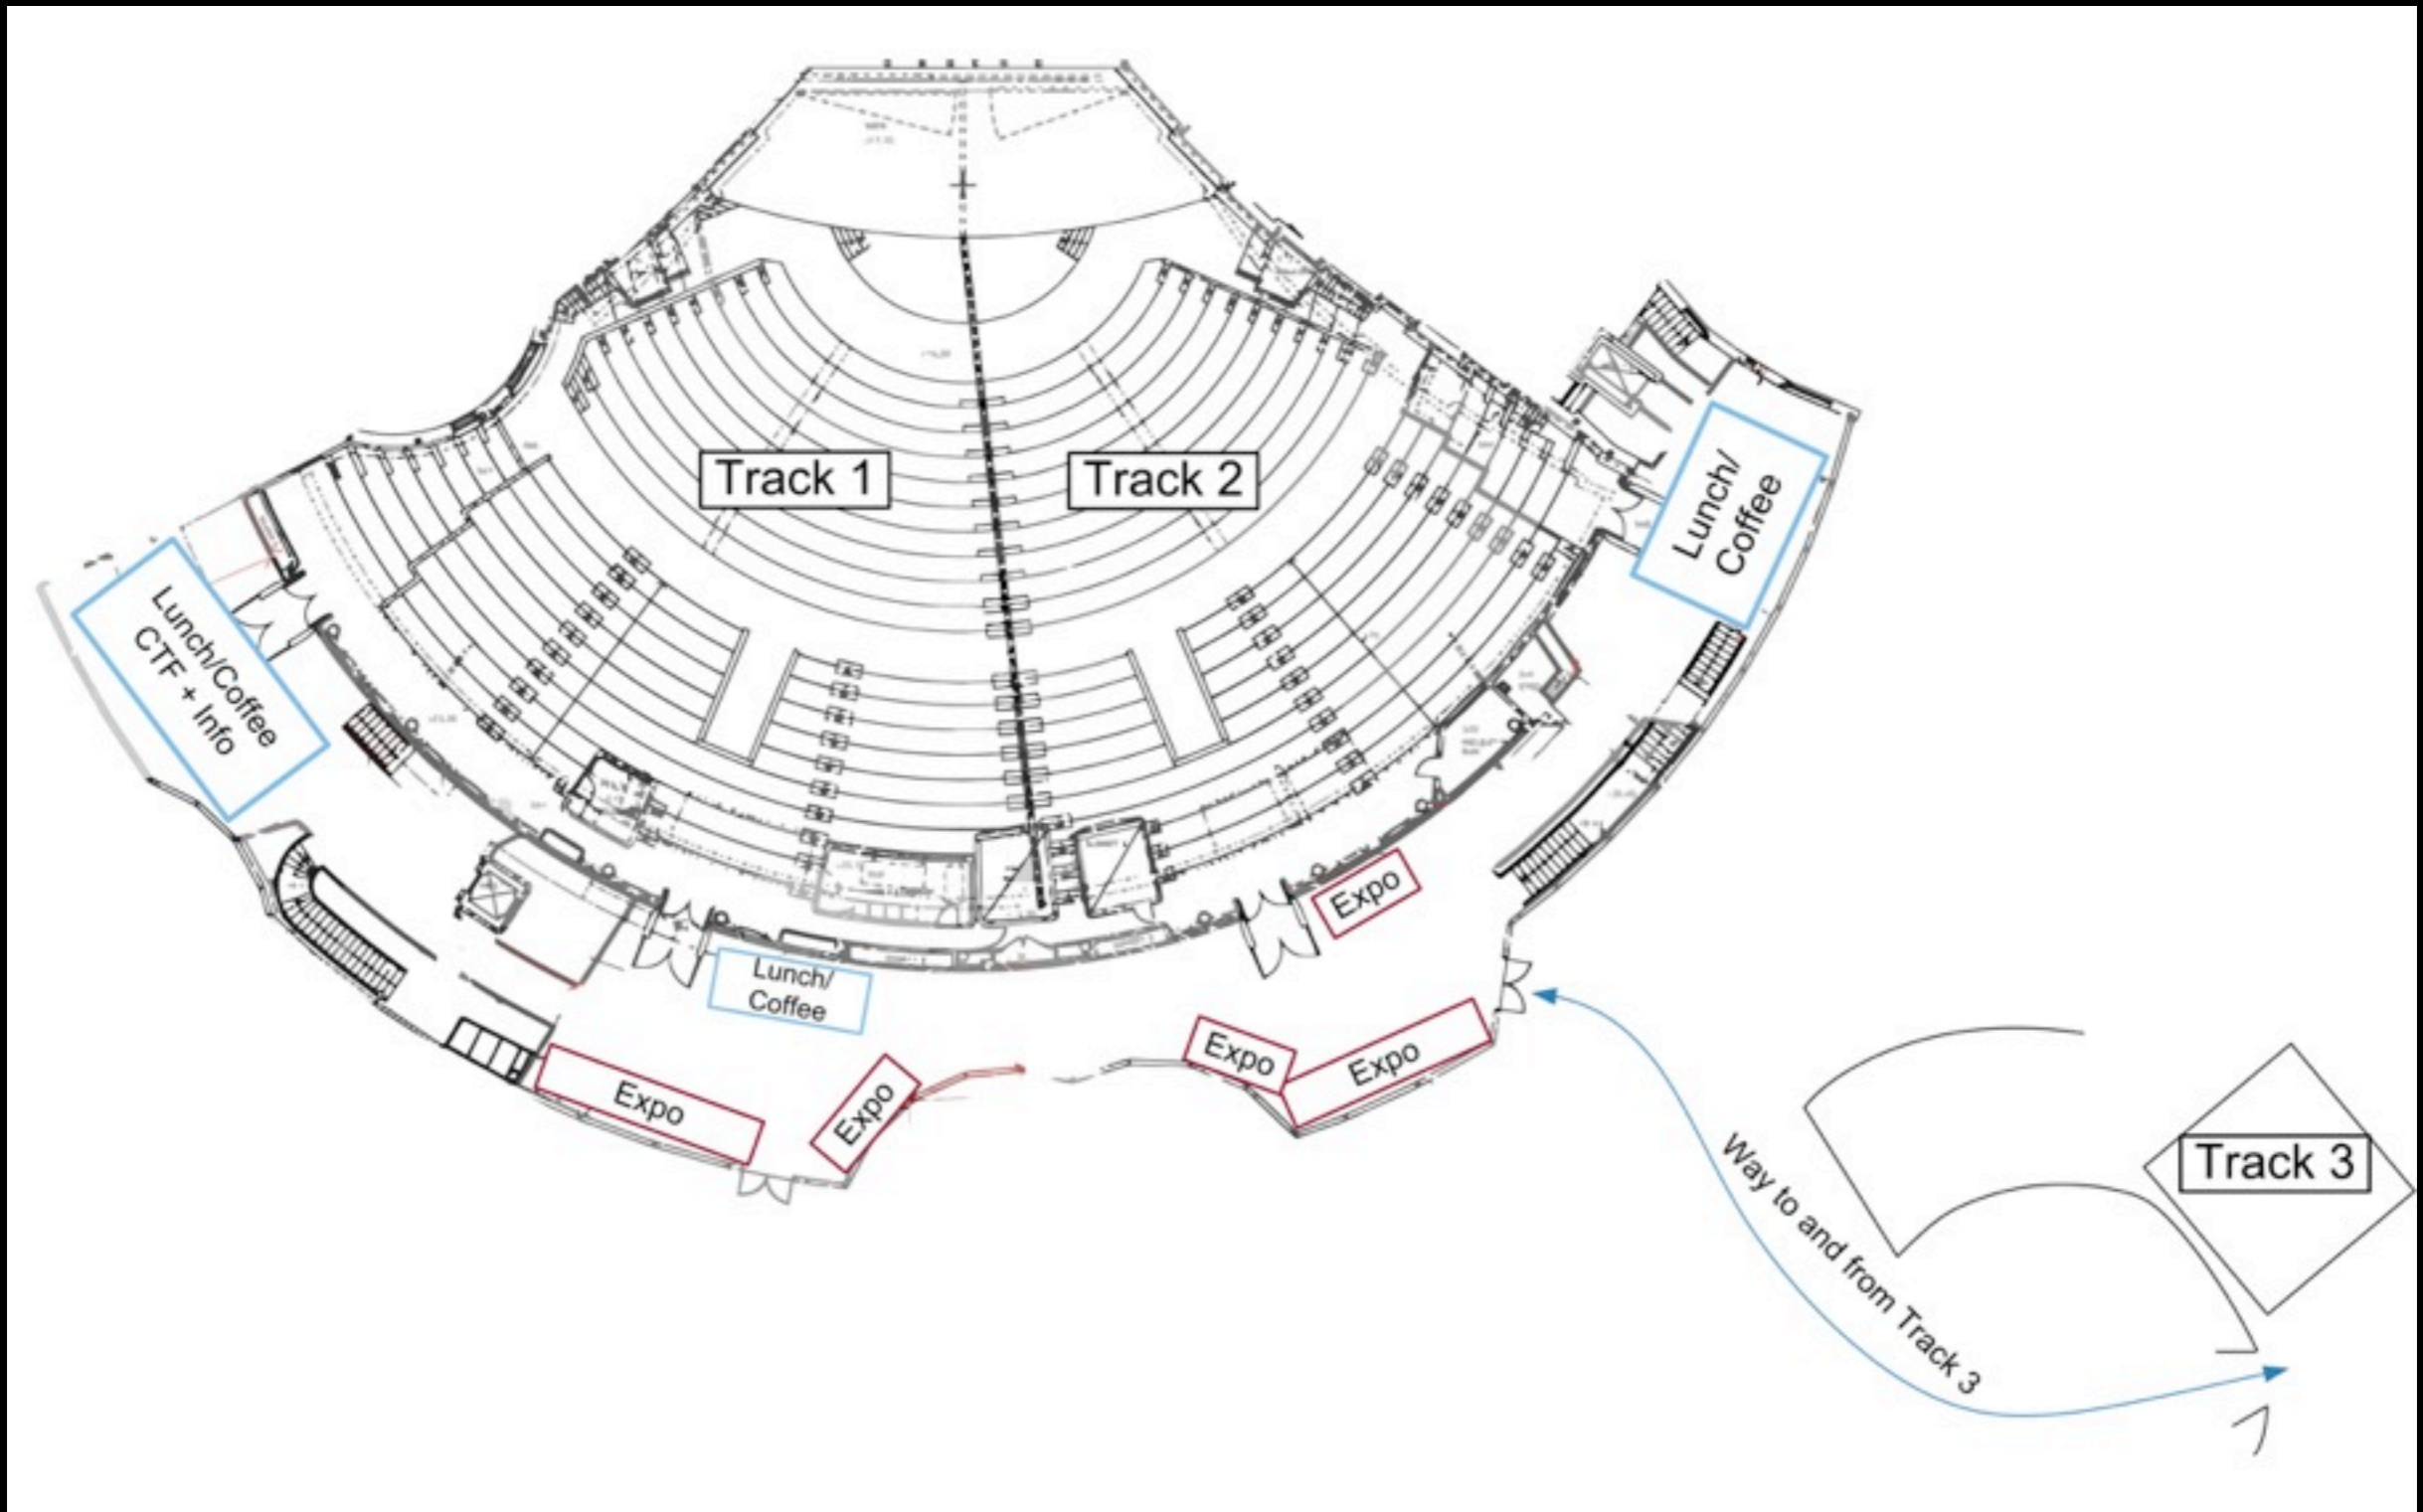 Track 1
Track 2
Lunch/
Coffee
Lunch/Coffee
CTF + Info
Expo
Lunch/
Coffee
Expo
Expo
Expo
Expo
Way to and from Track 3
Track 3